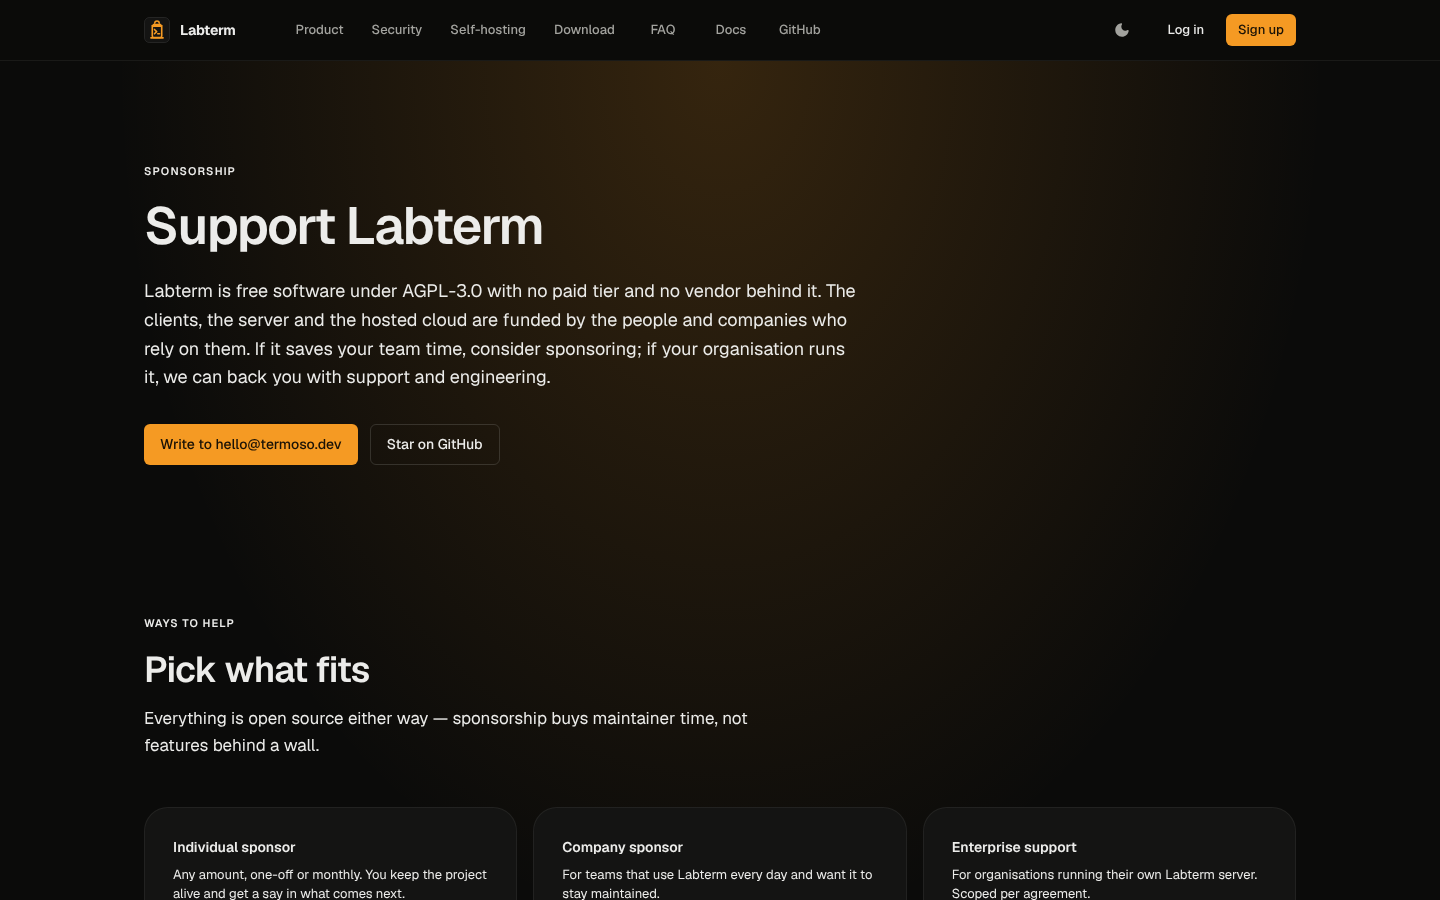 Labterm
Product
Security
Self-hosting
Download
FAQ
Docs
GitHub
Log in
Sign up
SPONSORSHIP
Support Labterm
Labterm is free software under AGPL-3.0 with no paid tier and no vendor behind it. The
clients, the server and the hosted cloud are funded by the people and companies who
rely on them. If it saves your team time, consider sponsoring; if your organisation runs
it, we can back you with support and engineering.
Write to hello@termoso.dev
Star on GitHub
WAYS TO HELP
Pick what fits
Everything is open source either way — sponsorship buys maintainer time, not
features behind a wall.
Individual sponsor
Any amount, one-off or monthly. You keep the project
alive and get a say in what comes next.
Company sponsor
For teams that use Labterm every day and want it to
stay maintained.
Enterprise support
For organisations running their own Labterm server.
Scoped per agreement.